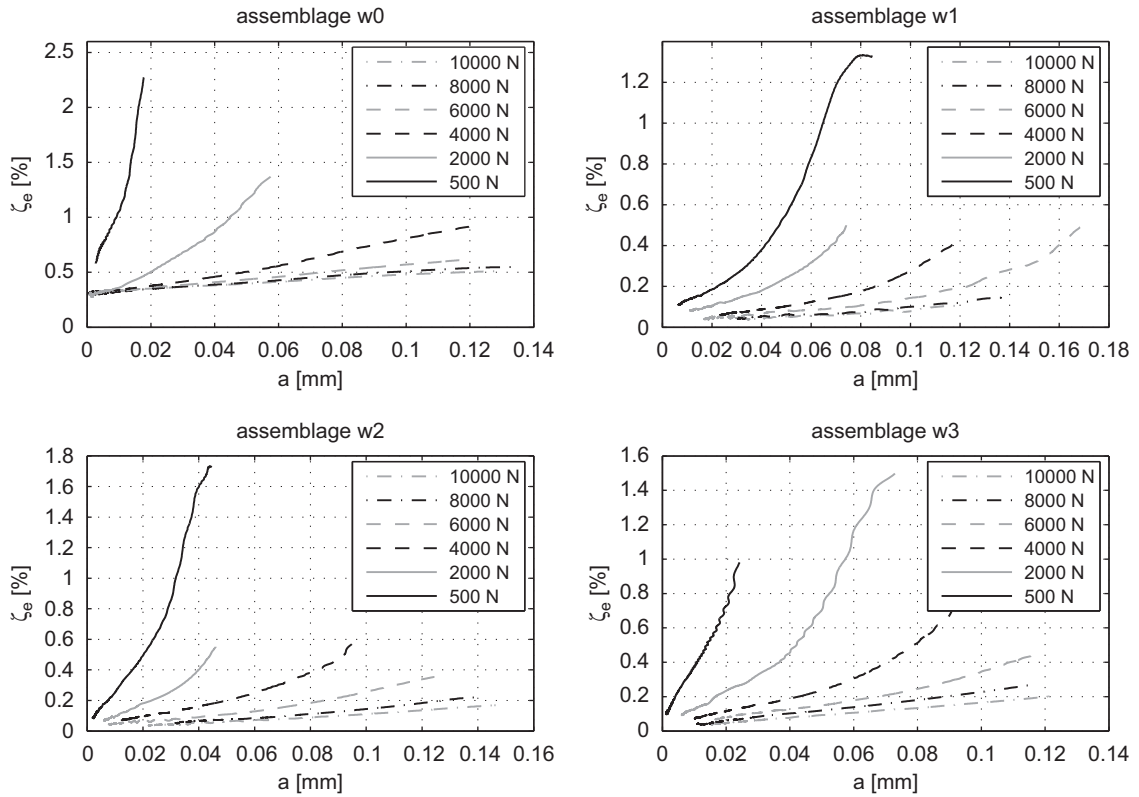 assemblage w0
2.5
2
1.5
1
0.5
0
ζe [%]
0 0.02 0.04 0.06 0.08 0.1 0.12 0.14
a [mm]
10000 N
8000 N
6000 N
4000 N
2000 N
500 N
assemblage w1
1.2
1
0.8
0.6
0.4
0.2
0
ζe [%]
0 0.02 0.04 0.06 0.08 0.1 0.12 0.14 0.16 0.18
a [mm]
10000 N
8000 N
6000 N
4000 N
2000 N
500 N
assemblage w2
1.8
1.6
1.4
1.2
1
0.8
0.6
0.4
0.2
0
ζe [%]
0 0.02 0.04 0.06 0.08 0.1 0.12 0.14 0.16
a [mm]
10000 N
8000 N
6000 N
4000 N
2000 N
500 N
assemblage w3
1.6
1.4
1.2
1
0.8
0.6
0.4
0.2
0
ζe [%]
0 0.02 0.04 0.06 0.08 0.1 0.12 0.14
a [mm]
10000 N
8000 N
6000 N
4000 N
2000 N
500 N